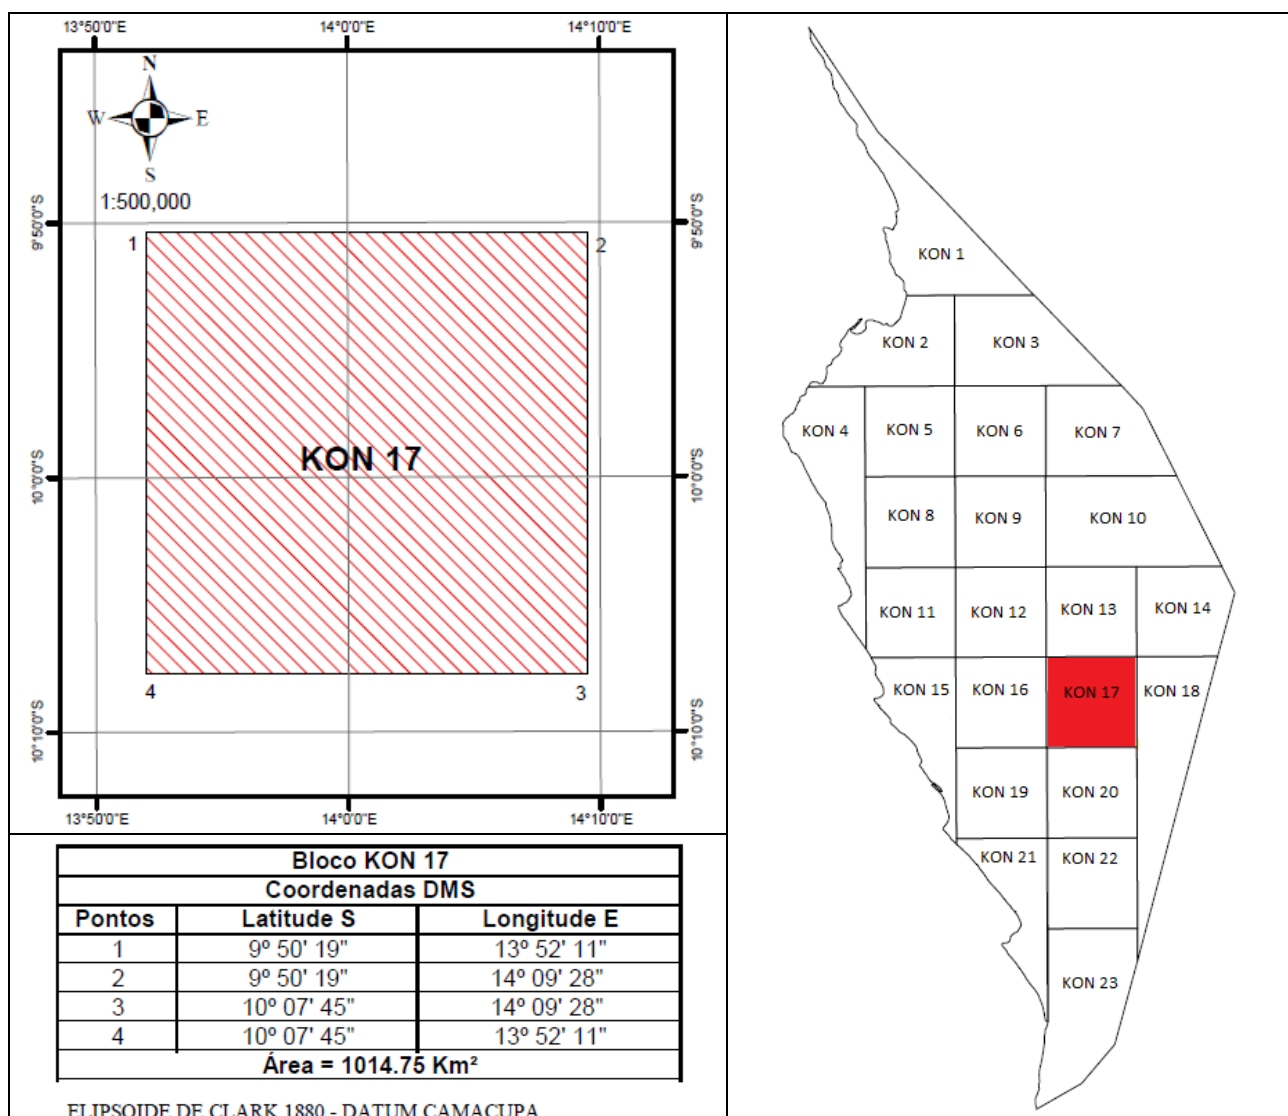 13°50'0"E 14°0'0"E 14°10'0"E
N
W E
S
1:500,000
9°50'0"S 9°50'0"S
1 2
KON 17
10°0'0"S 10°0'0"S
4 3
10°10'0"S 10°10'0"S
13°50'0"E 14°0'0"E 14°10'0"E
Bloco KON 17
Coordenadas DMS
Pontos Latitude S Longitude E
1 9º 50' 19" 13º 52' 11"
2 9º 50' 19" 14º 09' 28"
3 10º 07' 45" 14º 09' 28"
4 10º 07' 45" 13º 52' 11"
Área = 1014.75 Km²
ELIPSOIDE DE CLARK 1880 - DATUM CAMACUPA
KON 1
KON 2 KON 3
KON 4 KON 5 KON 6 KON 7
KON 8 KON 9 KON 10
KON 11 KON 12 KON 13 KON 14
KON 15 KON 16 KON 17 KON 18
KON 19 KON 20
KON 21 KON 22
KON 23